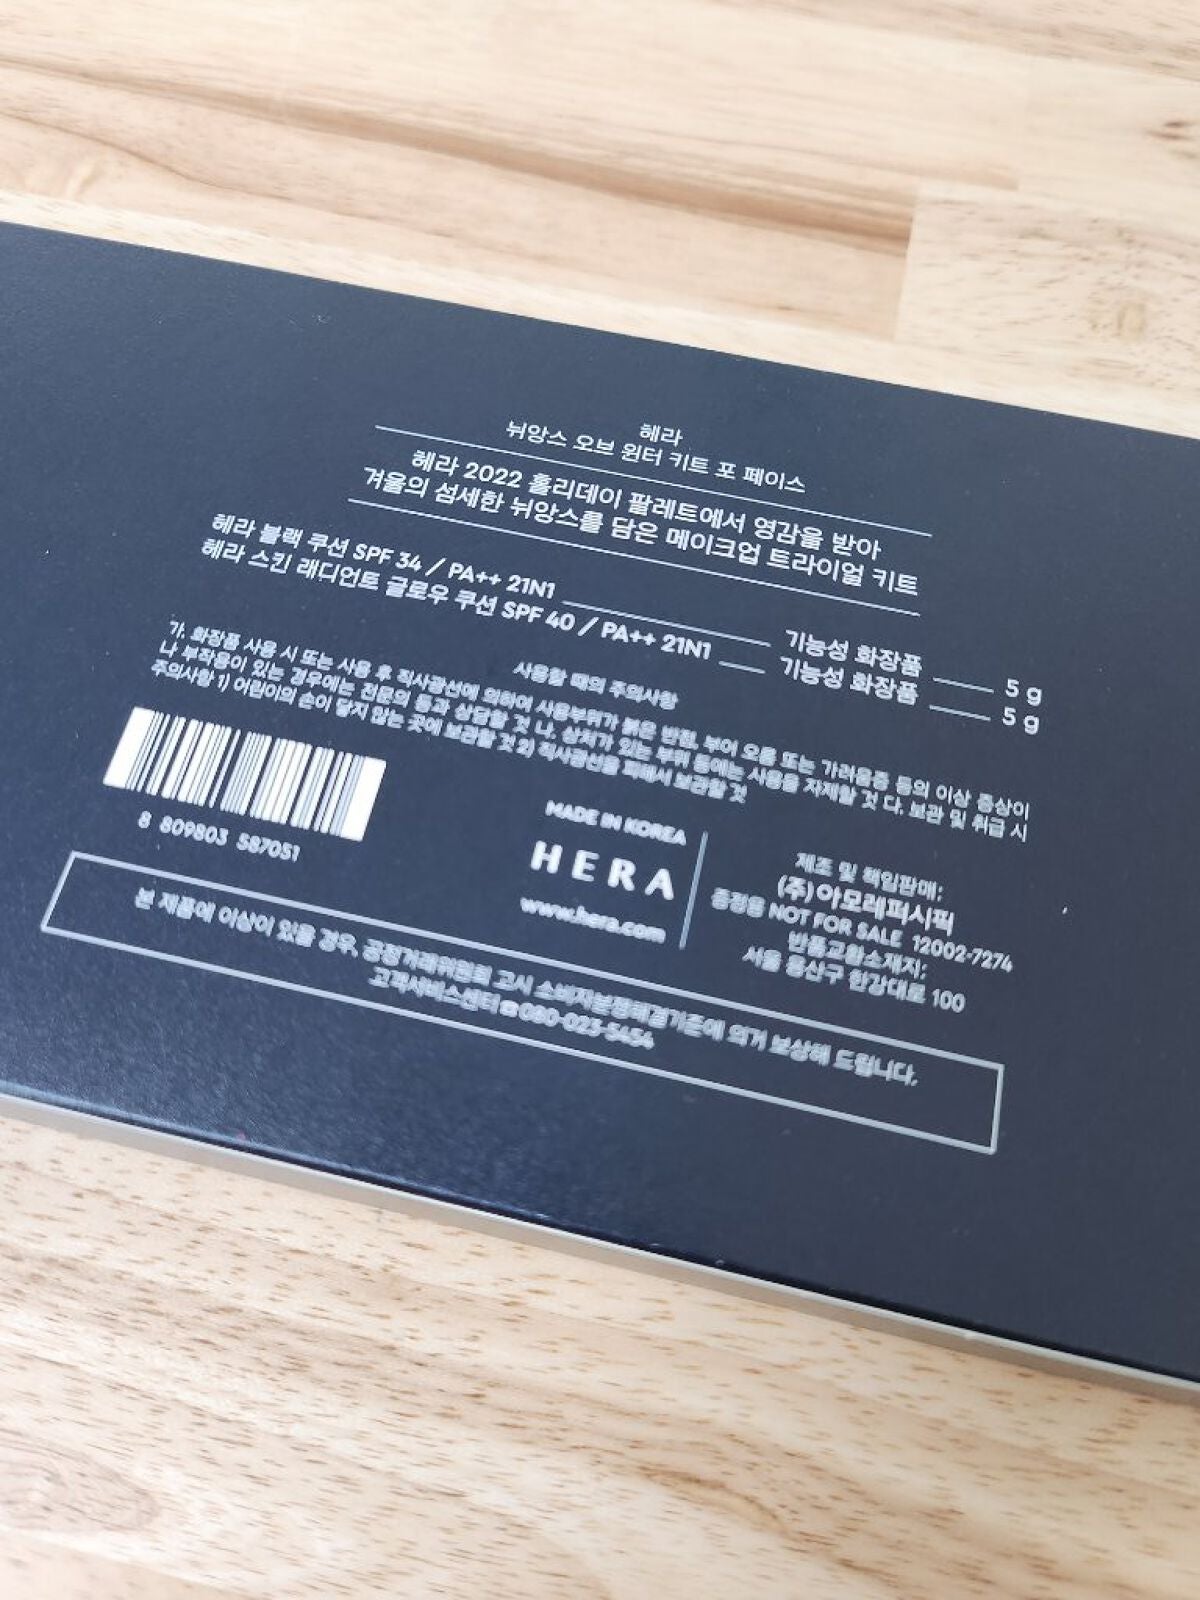 헤라
뉘앙스 오브 윈터 키트 포 페이스
헤라 2022 홀리데이 팔레트에서 영감을 받아
겨울의 섬세한 뉘앙스를 담은 메이크업 트라이얼 키트
헤라 블랙 쿠션 SPF 34 / PA++ 21N1 기능성 화장품 5 g
헤라 스킨 래디언트 글로우 쿠션 SPF 40 / PA++ 21N1 기능성 화장품 5 g
사용할 때의 주의사항
가. 화장품 사용 시 또는 사용 후 직사광선에 의하여 사용부위가 붉은 반점, 부어 오름 또는 가려움증 등의 이상 증상이
나 부작용이 있는 경우에는 전문의 등과 상담할 것 나. 상처가 있는 부위 등에는 사용을 자제할 것 다. 보관 및 취급 시
주의사항 1) 어린이의 손이 닿지 않는 곳에 보관할 것 2) 직사광선을 피해서 보관할 것
8 809803 587051
MADE IN KOREA
HERA
www.hera.com
제조 및 책임판매:
(주)아모레퍼시픽
증정용 NOT FOR SALE 12002-7274
반품교환소재지:
서울 용산구 한강대로 100
본 제품에 이상이 있을 경우, 공정거래위원회 고시 소비자분쟁해결기준에 의거 보상해 드립니다.
고객서비스센터☎080-023-5454